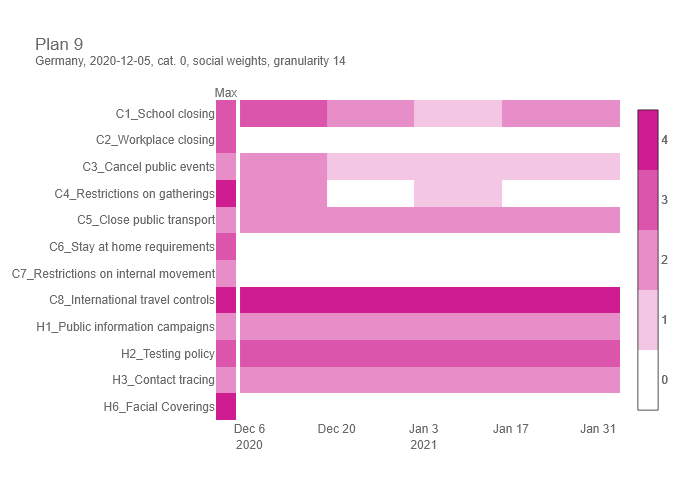 Plan 9
Germany, 2020-12-05, cat. 0, social weights, granularity 14
Max
C1_School closing
C2_Workplace closing
C3_Cancel public events
C4_Restrictions on gatherings
C5_Close public transport
C6_Stay at home requirements
C7_Restrictions on internal movement
C8_International travel controls
H1_Public information campaigns
H2_Testing policy
H3_Contact tracing
H6_Facial Coverings
4
3
2
1
0
Dec 6 Dec 20 Jan 3 Jan 17 Jan 31
2020 2021